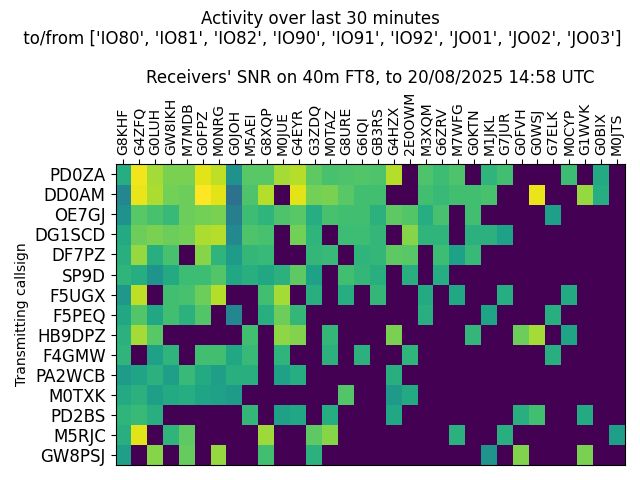 Activity over last 30 minutes
to/from ['IO80', 'IO81', 'IO82', 'IO90', 'IO91', 'IO92', 'JO01', 'JO02', 'JO03']
Receivers' SNR on 40m FT8, to 20/08/2025 14:58 UTC
G8KHF
G4ZFQ
G0LUH
GW8IKH
M7MDB
G0FPZ
M0NRG
G0JOH
M5AEI
G8XQP
M0JUE
G4EYR
G3ZDQ
M0TAZ
G8URE
G6IQI
GB3RS
G4HZX
2E0OWM
M3XQM
G6ZRV
M7WFG
G0KTN
M1JKL
G7JUR
G0FVH
G0WSJ
G7ELK
M0CYP
G1WVK
G0BIX
M0JTS
Transmitting callsign
PD0ZA
DD0AM
OE7GJ
DG1SCD
DF7PZ
SP9D
F5UGX
F5PEQ
HB9DPZ
F4GMW
PA2WCB
M0TXK
PD2BS
M5RJC
GW8PSJ